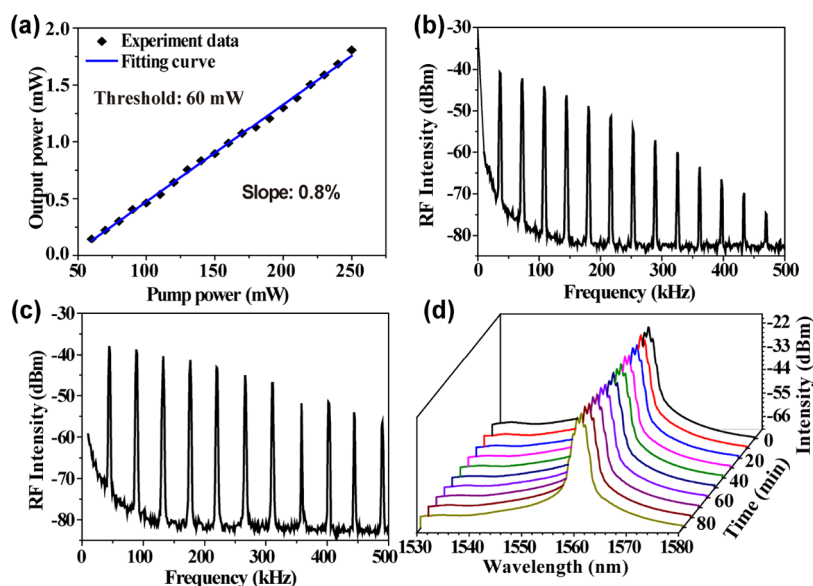 (a)
Experiment data
Fitting curve
Threshold: 60 mW
Slope: 0.8%
Output power (mW)
2.0
1.5
1.0
0.5
0.0
50 100 150 200 250
Pump power (mW)
(b)
RF Intensity (dBm)
-30
-40
-50
-60
-70
-80
0 100 200 300 400 500
Frequency (kHz)
(c)
RF Intensity (dBm)
-30
-40
-50
-60
-70
-80
0 100 200 300 400 500
Frequency (kHz)
(d)
-22
-33
-44
-55
-66
Intensity (dBm)
0
20
40
60
80
Time (min)
1530 1540 1550 1560 1570 1580
Wavelength (nm)